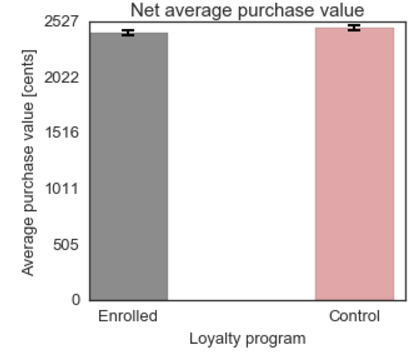 Net average purchase value
Average purchase value [cents]
2527
2022
1516
1011
505
0
Enrolled
Control
Loyalty program